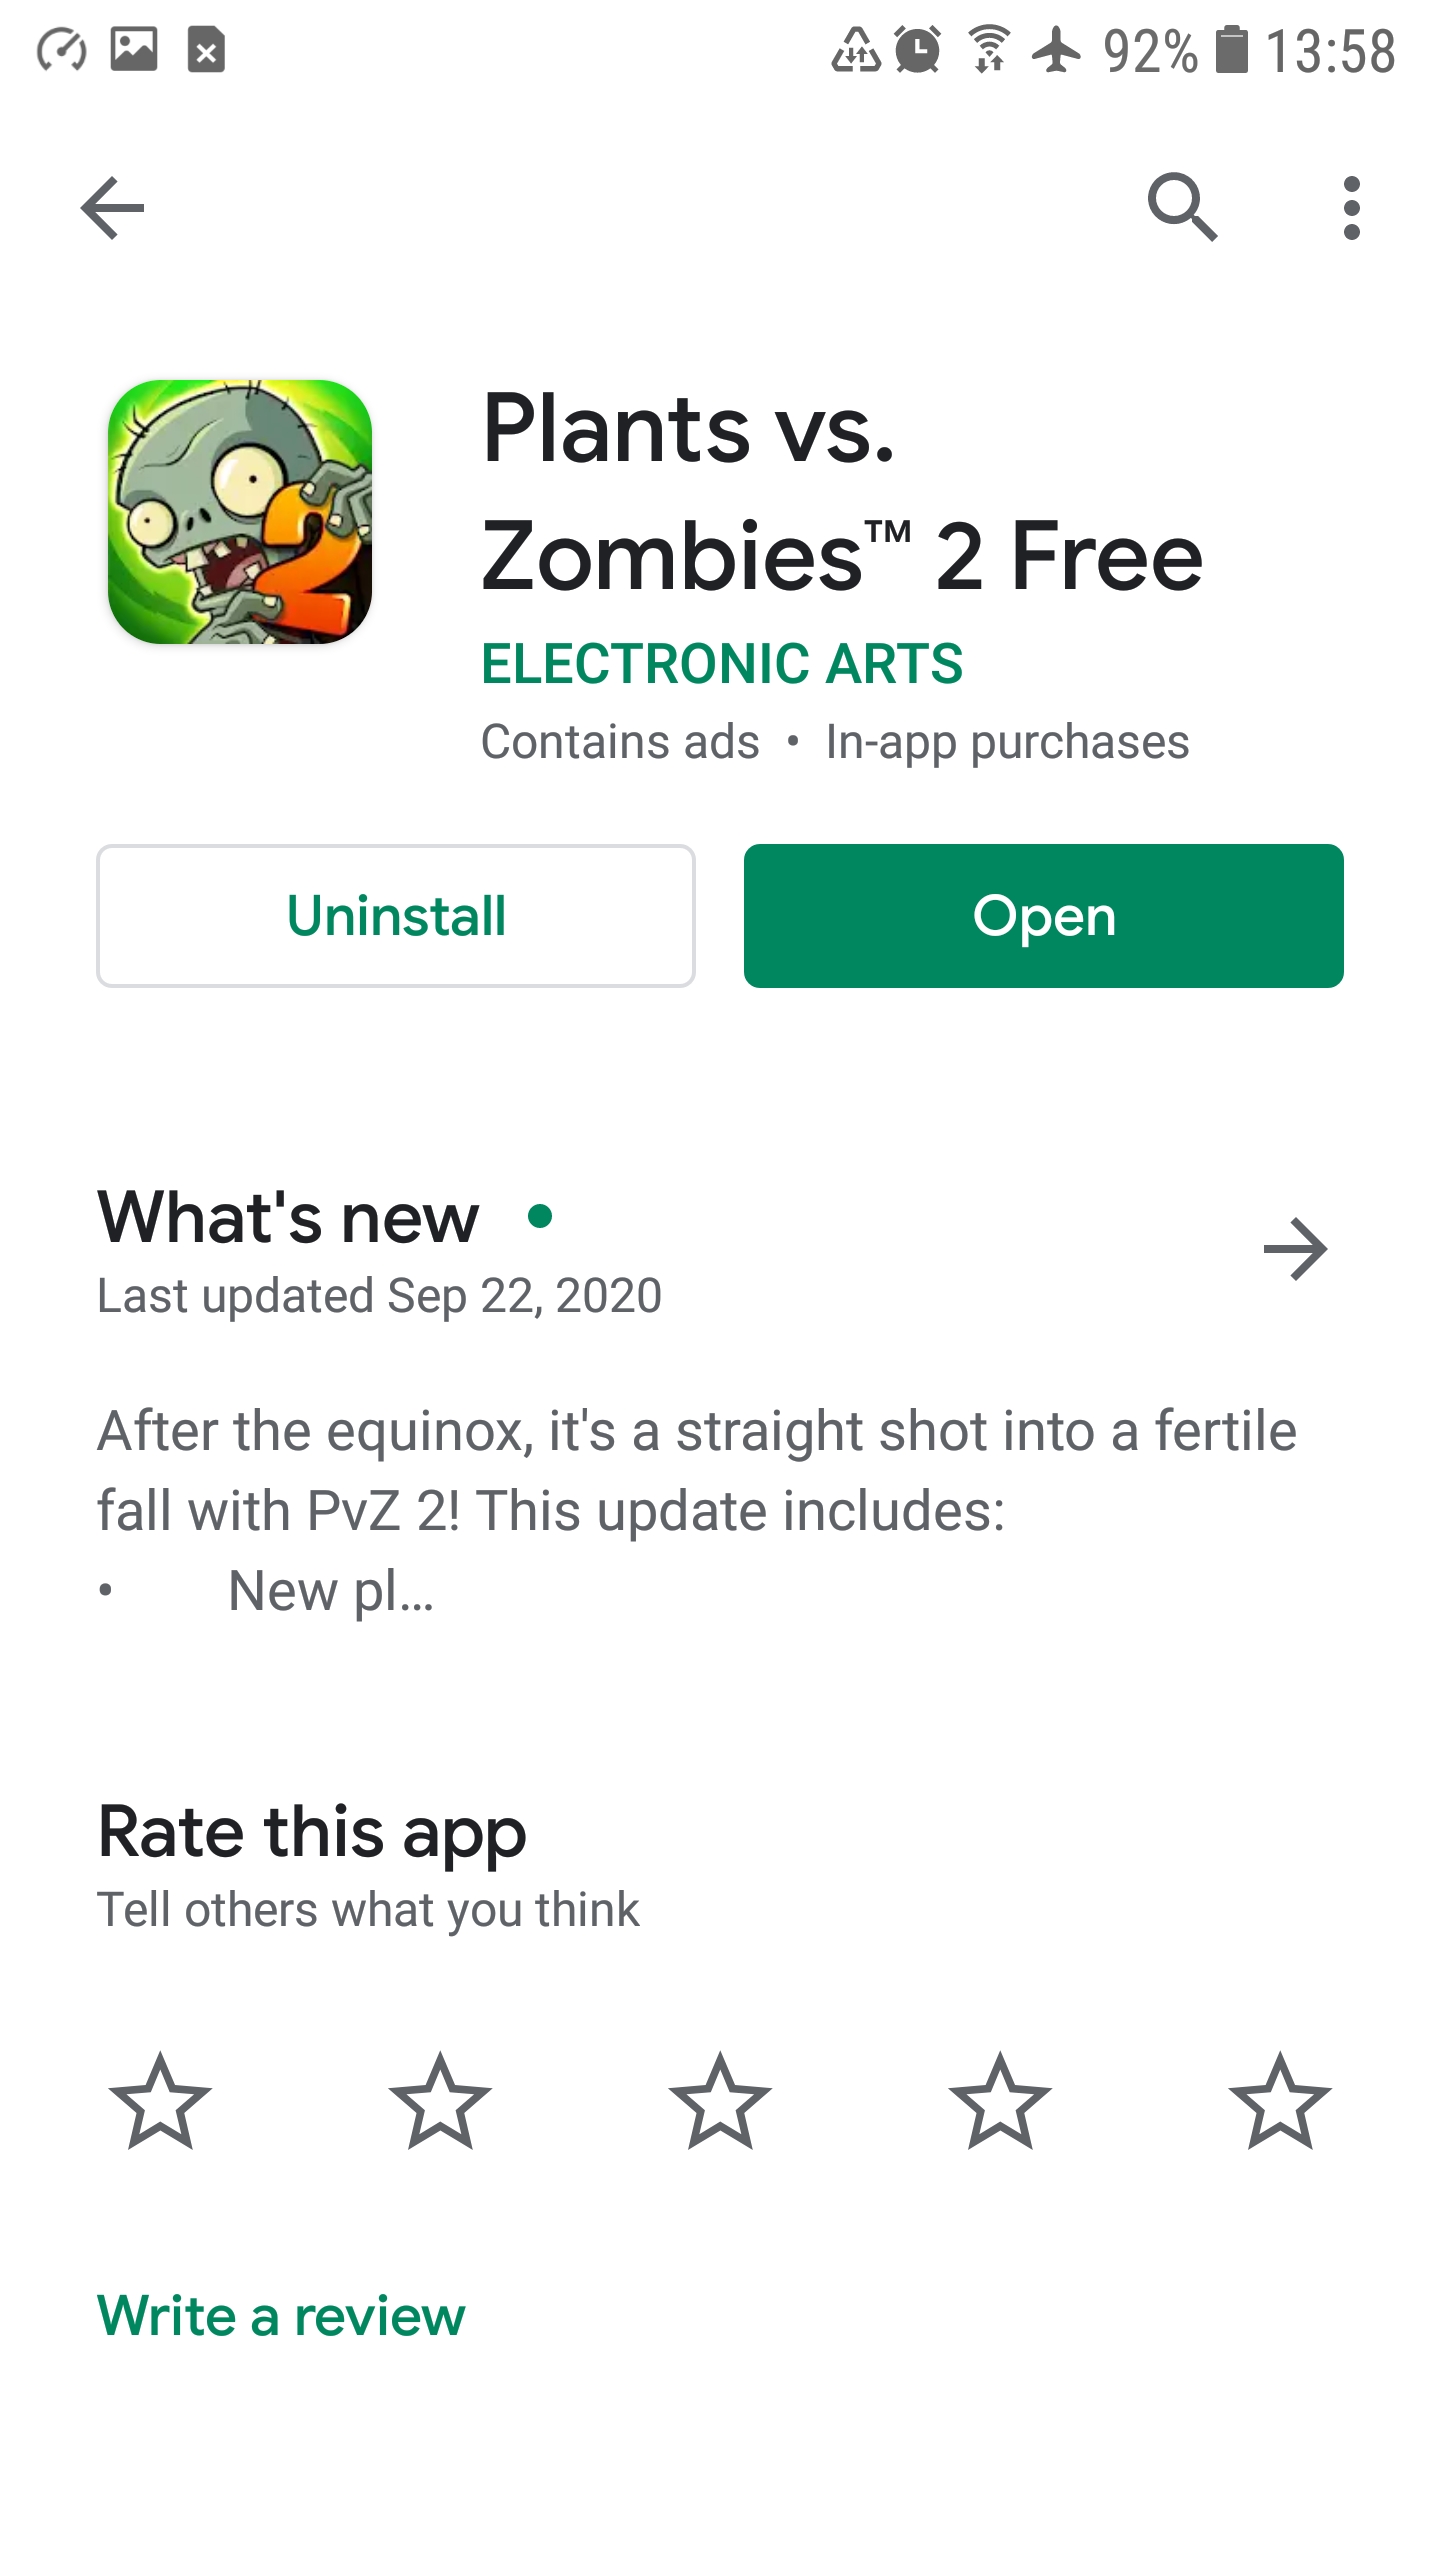 92% 13:58
Plants vs.
Zombies™ 2 Free
ELECTRONIC ARTS
Contains ads • In-app purchases
Uninstall
Open
What's new
Last updated Sep 22, 2020
After the equinox, it's a straight shot into a fertile
fall with PvZ 2! This update includes:
• New pl…
Rate this app
Tell others what you think
Write a review